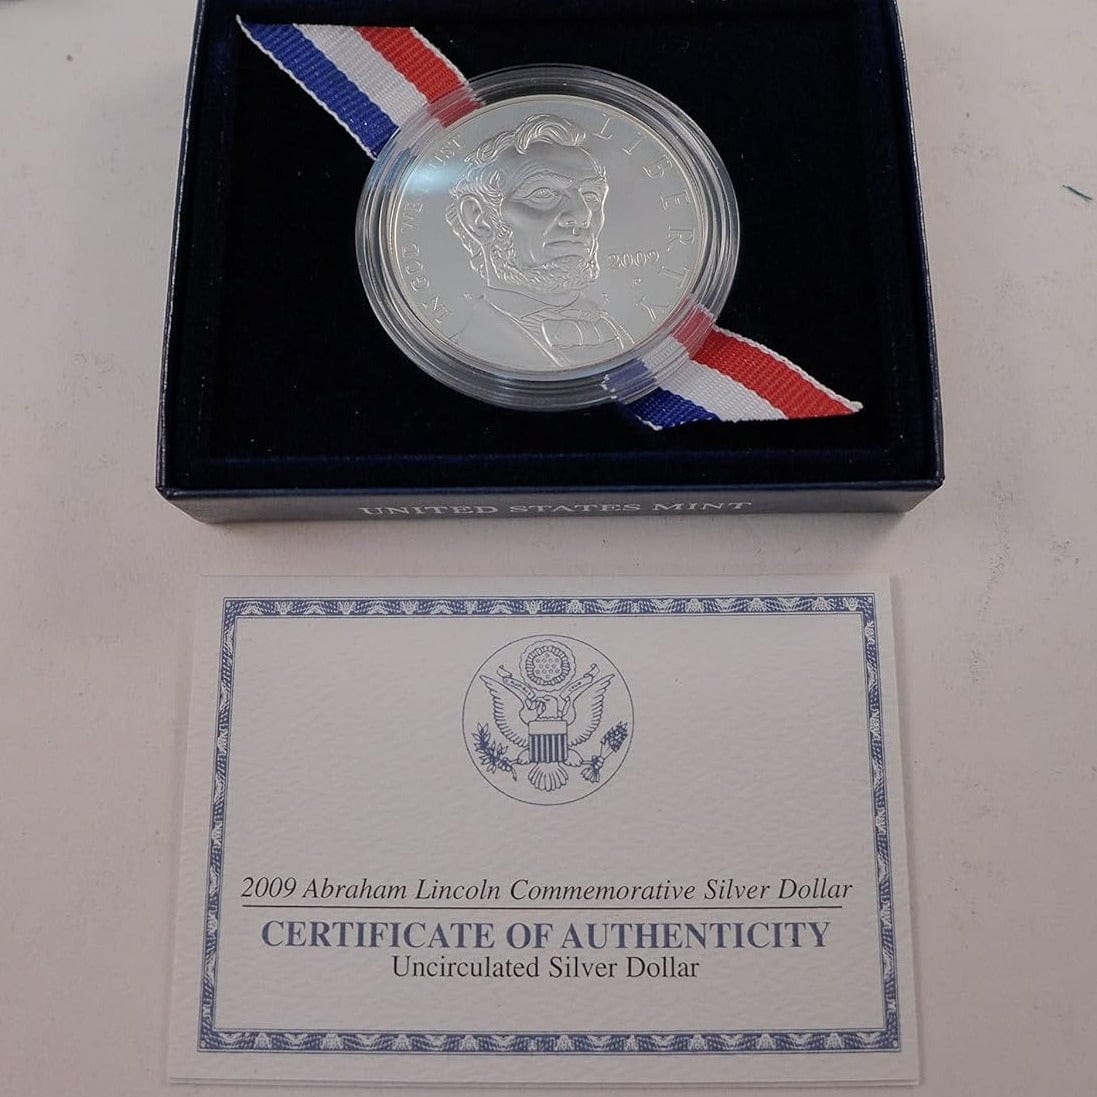 IN GOD WE TRUST
LIBERTY
2009
P
UNITED STATES MINT
2009 Abraham Lincoln Commemorative Silver Dollar
CERTIFICATE OF AUTHENTICITY
Uncirculated Silver Dollar